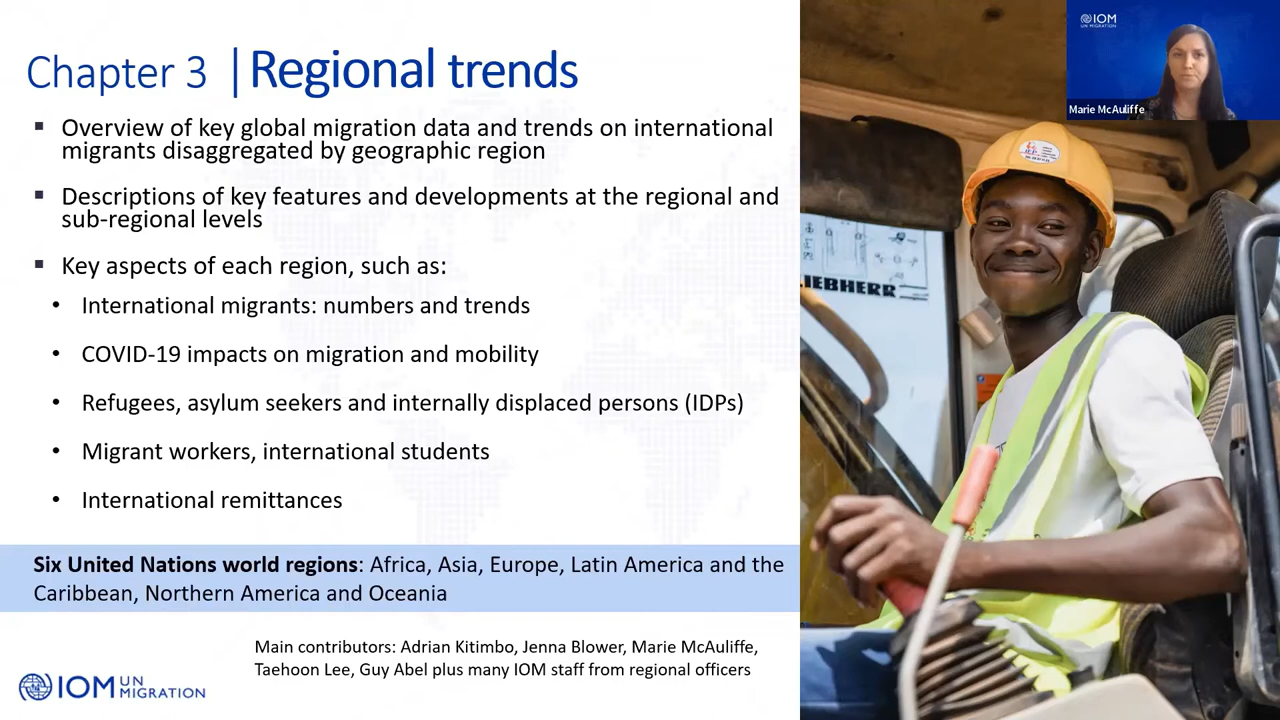 Chapter 3 | Regional trends
▪ Overview of key global migration data and trends on international
migrants disaggregated by geographic region
▪ Descriptions of key features and developments at the regional and
sub-regional levels
▪ Key aspects of each region, such as:
• International migrants: numbers and trends
• COVID-19 impacts on migration and mobility
• Refugees, asylum seekers and internally displaced persons (IDPs)
• Migrant workers, international students
• International remittances
Six United Nations world regions: Africa, Asia, Europe, Latin America and the
Caribbean, Northern America and Oceania
Main contributors: Adrian Kitimbo, Jenna Blower, Marie McAuliffe,
Taehoon Lee, Guy Abel plus many IOM staff from regional officers
IOM UN
MIGRATION
IOM
UN MIGRATION
Marie McAuliffe
IEBHERR